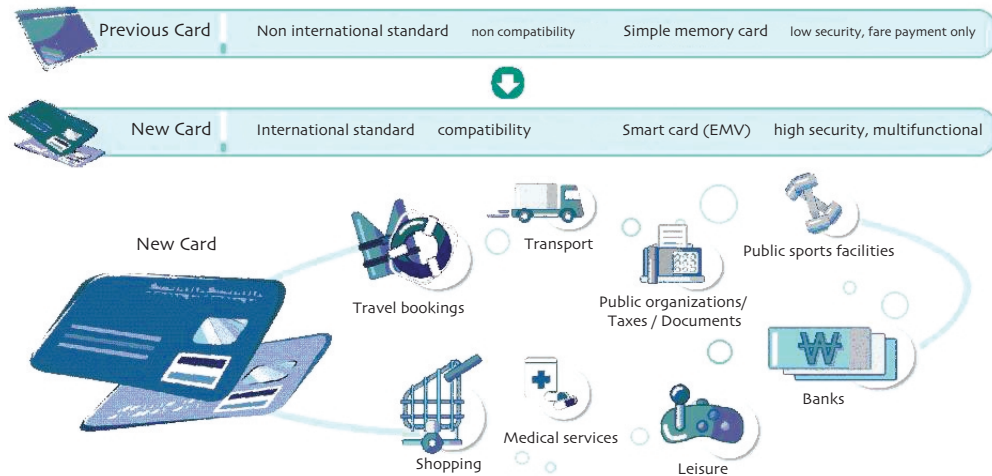 Previous Card Non international standard non compatibility Simple memory card low security, fare payment only
New Card International standard compatibility Smart card (EMV) high security, multifunctional
New Card
Transport
Public sports facilities
Travel bookings
Public organizations/
Taxes / Documents
₩
Banks
Shopping
Medical services
Leisure